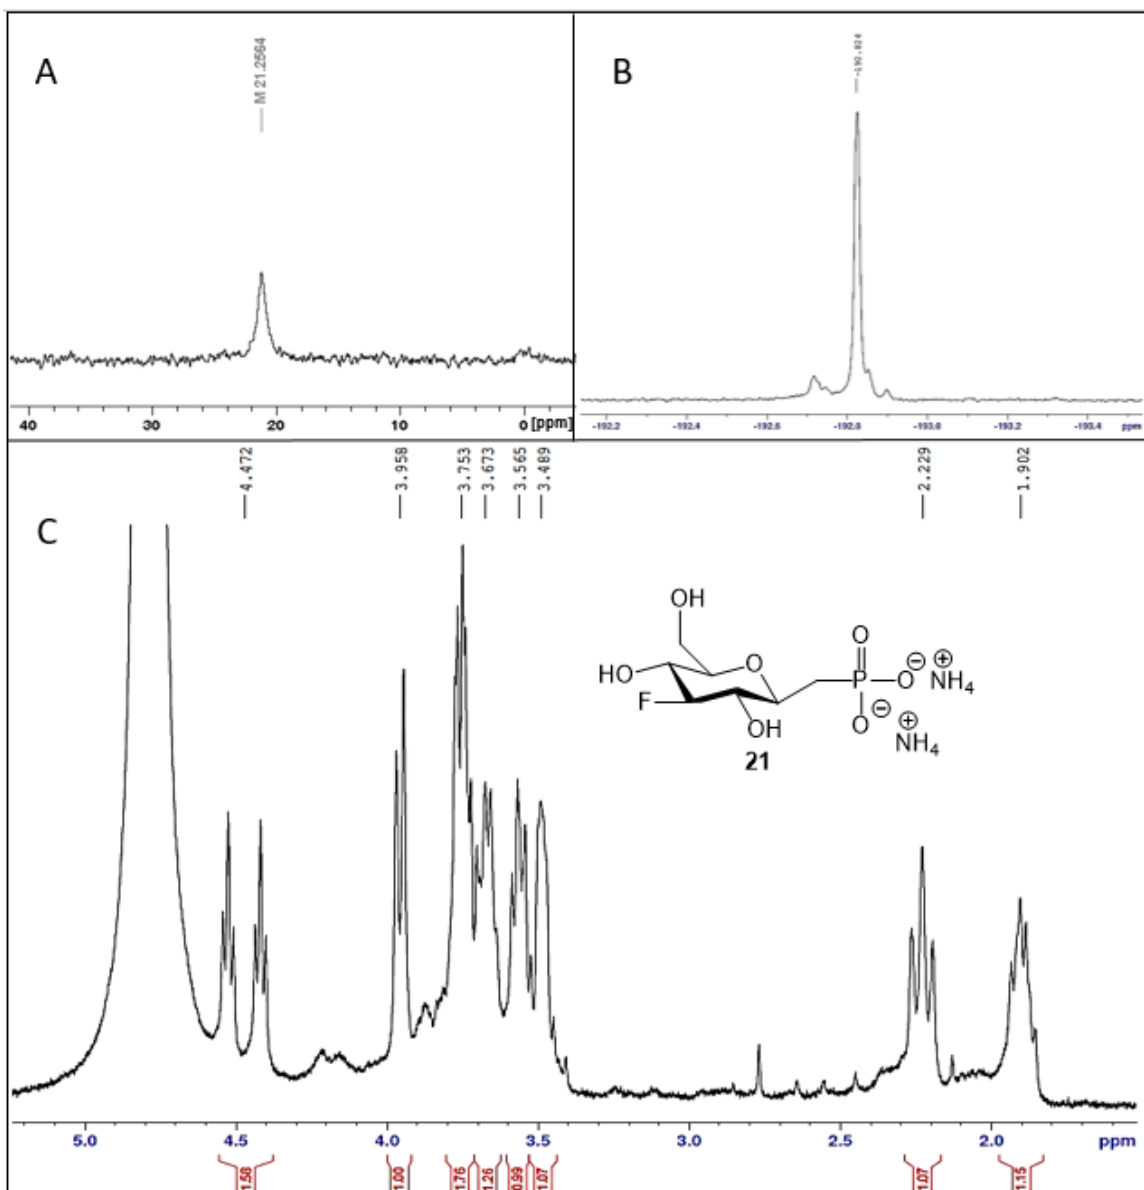 A
M 21.2564
40 30 20 10 0 [ppm]
B
-192.824
-192.2 -192.4 -192.6 -192.8 -193.0 -193.2 -193.4 ppm
C
4.472 3.958 3.753 3.673 3.565 3.489 2.229 1.902
OH
O
HO O P O⊖ ⊕NH4
F OH O⊖ ⊕NH4
21
5.0 4.5 4.0 3.5 3.0 2.5 2.0 ppm
1.58 1.00 1.76 1.26 0.99 1.07 1.07 1.15